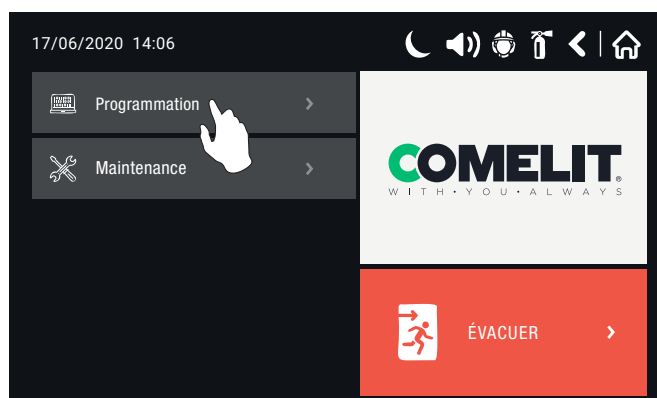 17/06/2020 14:06
Programmation
Maintenance
COMELIT®
WITH·YOU·ALWAYS
ÉVACUER